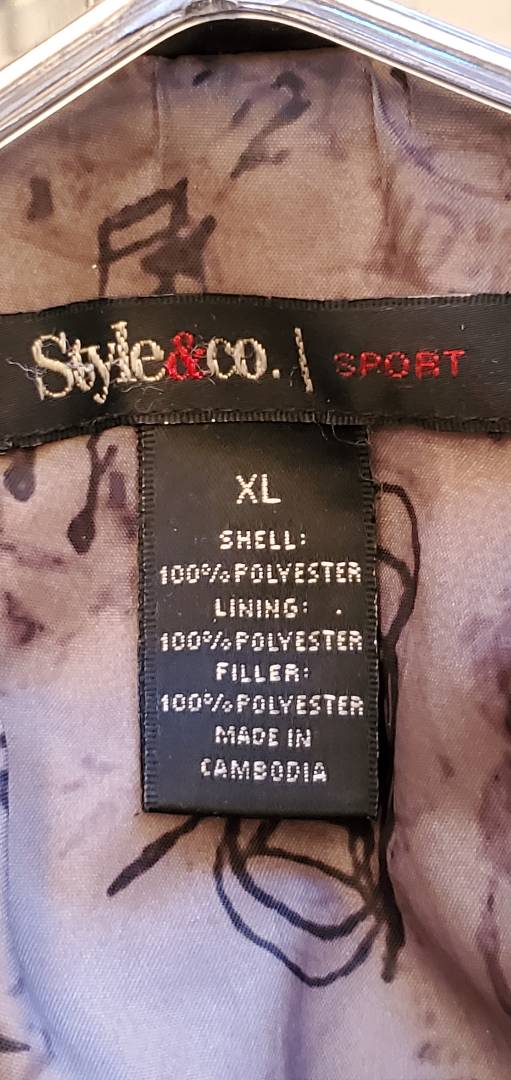 Style&co. | SPORT
XL
SHELL:
100% POLYESTER
LINING:
100% POLYESTER
FILLER:
100% POLYESTER
MADE IN
CAMBODIA